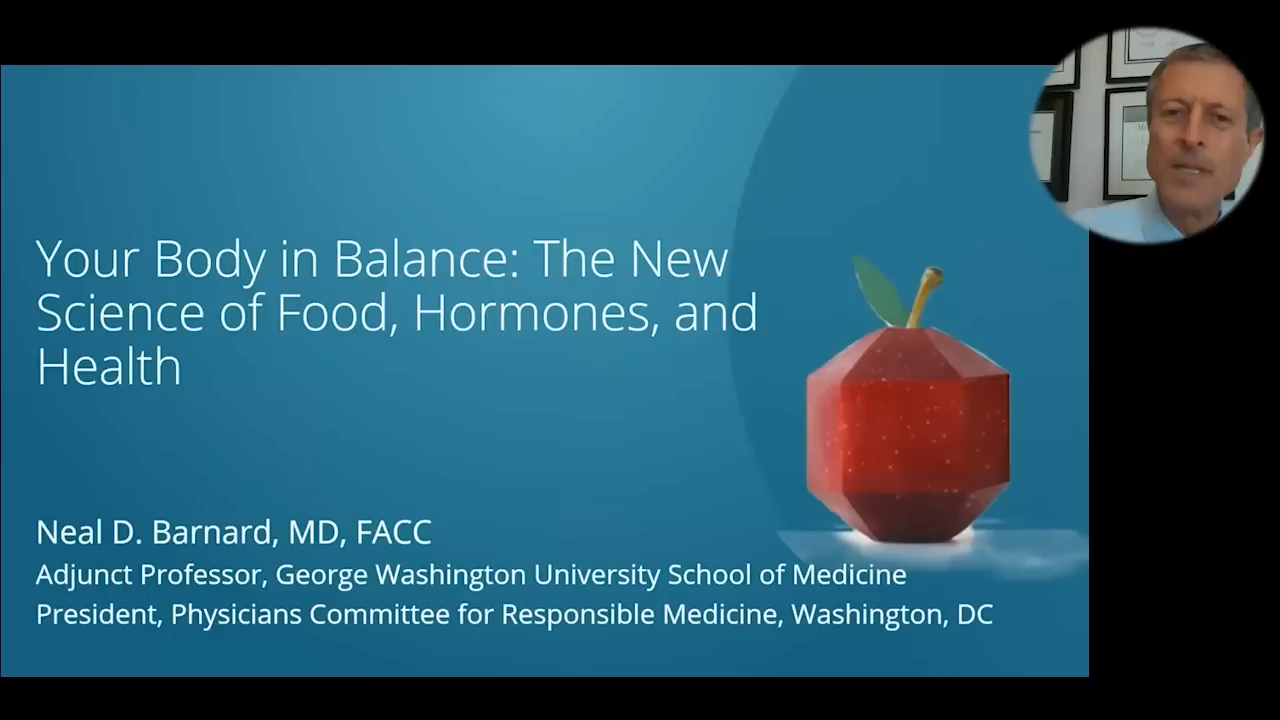 Your Body in Balance: The New
Science of Food, Hormones, and
Health
Neal D. Barnard, MD, FACC
Adjunct Professor, George Washington University School of Medicine
President, Physicians Committee for Responsible Medicine, Washington, DC